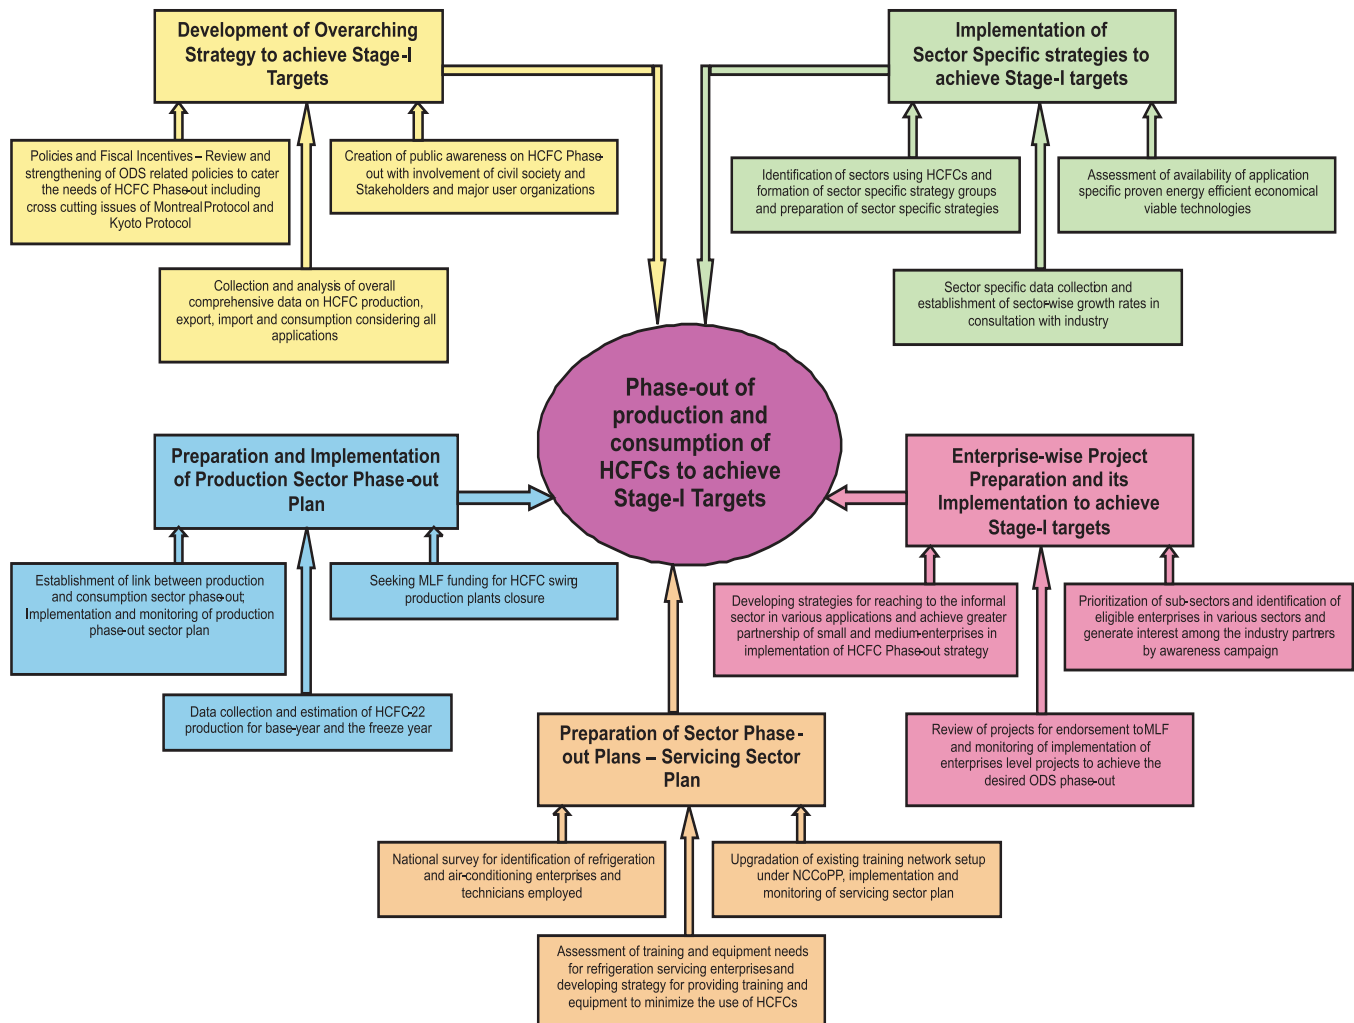 Development of Overarching
Strategy to achieve Stage-I
Targets
Policies and Fiscal Incentives – Review and
strengthening of ODS related policies to cater
the needs of HCFC Phase-out including
cross cutting issues of Montreal Protocol and
Kyoto Protocol
Creation of public awareness on HCFC Phase-
out with involvement of civil society and
Stakeholders and major user organizations
Collection and analysis of overall
comprehensive data on HCFC production,
export, import and consumption considering all
applications
Implementation of
Sector Specific strategies to
achieve Stage-I targets
Identification of sectors using HCFCs and
formation of sector specific strategy groups
and preparation of sector specific strategies
Assessment of availability of application
specific proven energy efficient economical
viable technologies
Sector specific data collection and
establishment of sector-wise growth rates in
consultation with industry
Phase-out of
production and
consumption of
HCFCs to achieve
Stage-I Targets
Preparation and Implementation
of Production Sector Phase-out
Plan
Establishment of link between production
and consumption sector phase-out;
Implementation and monitoring of production
phase-out sector plan
Seeking MLF funding for HCFC swing
production plants closure
Data collection and estimation of HCFC-22
production for base-year and the freeze year
Enterprise-wise Project
Preparation and its
Implementation to achieve
Stage-I targets
Developing strategies for reaching to the informal
sector in various applications and achieve greater
partnership of small and medium-enterprises in
implementation of HCFC Phase-out strategy
Prioritization of sub-sectors and identification of
eligible enterprises in various sectors and
generate interest among the industry partners
by awareness campaign
Review of projects for endorsement to MLF
and monitoring of implementation of
enterprises level projects to achieve the
desired ODS phase-out
Preparation of Sector Phase-
out Plans – Servicing Sector
Plan
National survey for identification of refrigeration
and air-conditioning enterprises and
technicians employed
Upgradation of existing training network setup
under NCCoPP, implementation and
monitoring of servicing sector plan
Assessment of training and equipment needs
for refrigeration servicing enterprises and
developing strategy for providing training and
equipment to minimize the use of HCFCs